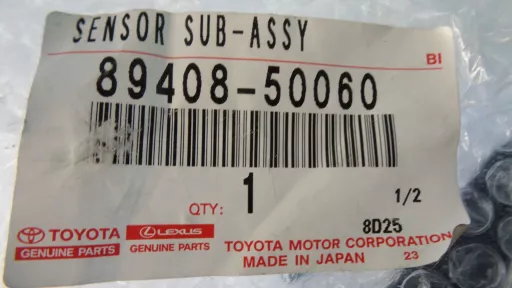 SENSOR SUB-ASSY
BI
89408-50060
QTY: 1
1/2
8D25
TOYOTA
GENUINE PARTS
LEXUS
GENUINE PARTS
TOYOTA MOTOR CORPORATION
MADE IN JAPAN
23